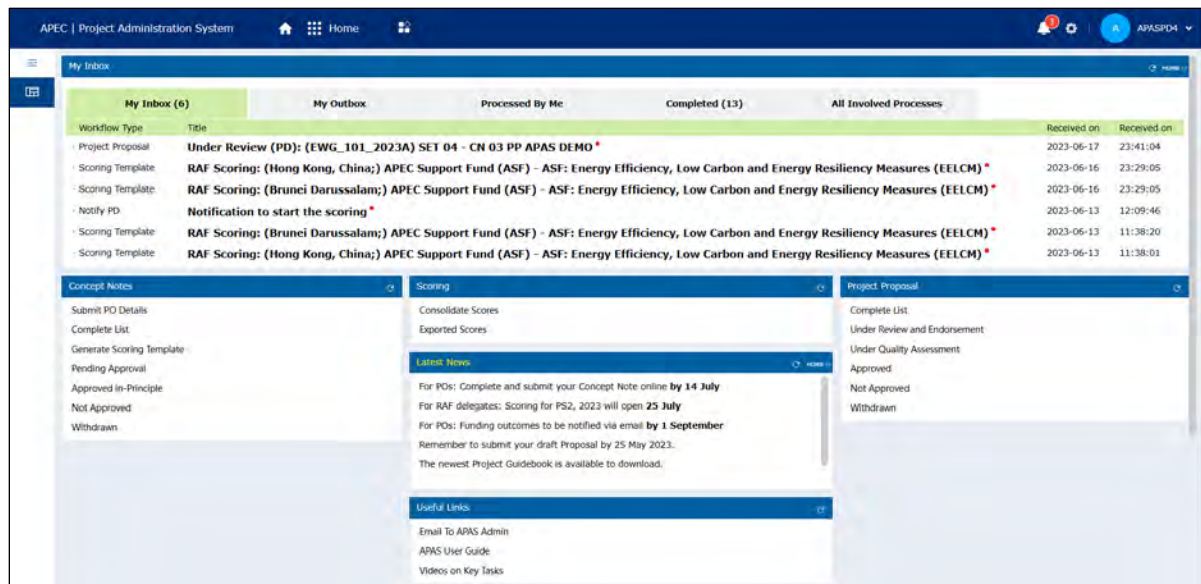 APEC | Project Administration System Home 3 A APASPD4
My Inbox HOME
My Inbox (6) My Outbox Processed By Me Completed (13) All Involved Processes
Workflow Type Title Received on Received on
Project Proposal Under Review (PD): (EWG_101_2023A) SET 04 - CN 03 PP APAS DEMO * 2023-06-17 23:41:04
Scoring Template RAF Scoring: (Hong Kong, China;) APEC Support Fund (ASF) - ASF: Energy Efficiency, Low Carbon and Energy Resiliency Measures (EELCM) * 2023-06-16 23:29:05
Scoring Template RAF Scoring: (Brunei Darussalam;) APEC Support Fund (ASF) - ASF: Energy Efficiency, Low Carbon and Energy Resiliency Measures (EELCM) * 2023-06-16 23:29:05
Notify PD Notification to start the scoring * 2023-06-13 12:09:46
Scoring Template RAF Scoring: (Brunei Darussalam;) APEC Support Fund (ASF) - ASF: Energy Efficiency, Low Carbon and Energy Resiliency Measures (EELCM) * 2023-06-13 11:38:20
Scoring Template RAF Scoring: (Hong Kong, China;) APEC Support Fund (ASF) - ASF: Energy Efficiency, Low Carbon and Energy Resiliency Measures (EELCM) * 2023-06-13 11:38:01
Concept Notes
Submit PO Details
Complete List
Generate Scoring Template
Pending Approval
Approved in-Principle
Not Approved
Withdrawn
Scoring
Consolidate Scores
Exported Scores
Latest News HOME
For POs: Complete and submit your Concept Note online by 14 July
For RAF delegates: Scoring for PS2, 2023 will open 25 July
For POs: Funding outcomes to be notified via email by 1 September
Remember to submit your draft Proposal by 25 May 2023.
The newest Project Guidebook is available to download.
Useful Links
Email To APAS Admin
APAS User Guide
Videos on Key Tasks
Project Proposal
Complete List
Under Review and Endorsement
Under Quality Assessment
Approved
Not Approved
Withdrawn